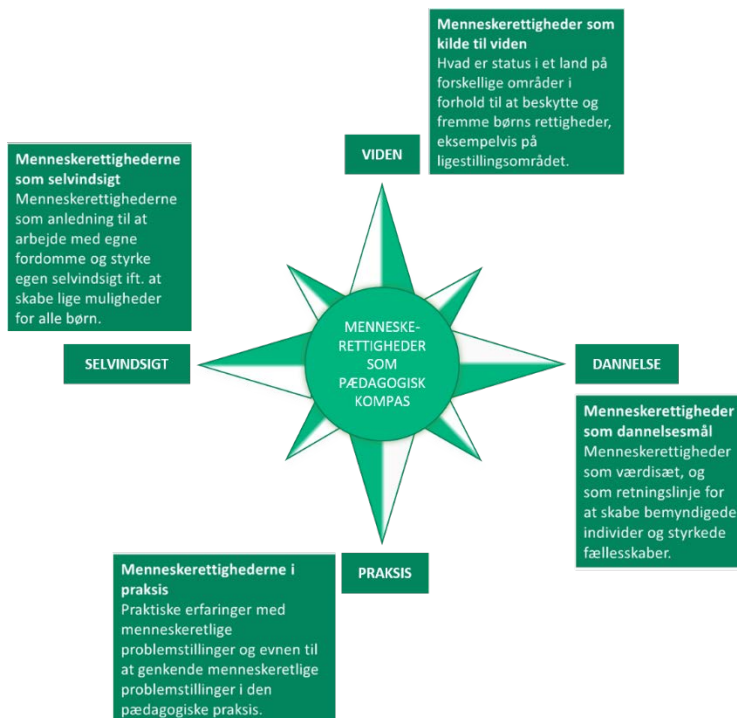 Menneskerettigheder som
kilde til viden
Hvad er status i et land på
forskellige områder i
forhold til at beskytte og
fremme børns rettigheder,
eksempelvis på
ligestillingsområdet.
VIDEN
Menneskerettighederne
som selvindsigt
Menneskerettighederne
som anledning til at
arbejde med egne
fordomme og styrke
egen selvindsigt ift. at
skabe lige muligheder
for alle børn.
SELVINDSIGT
MENNESKE-
RETTIGHEDER
SOM
PÆDAGOGISK
KOMPAS
DANNELSE
Menneskerettigheder
som dannelsesmål
Menneskerettigheder
som værdisæt, og
som retningslinje for
at skabe bemyndigede
individer og styrkede
fællesskaber.
PRAKSIS
Menneskerettighederne i
praksis
Praktiske erfaringer med
menneskeretlige
problemstillinger og evnen til
at genkende menneskeretlige
problemstillinger i den
pædagogiske praksis.